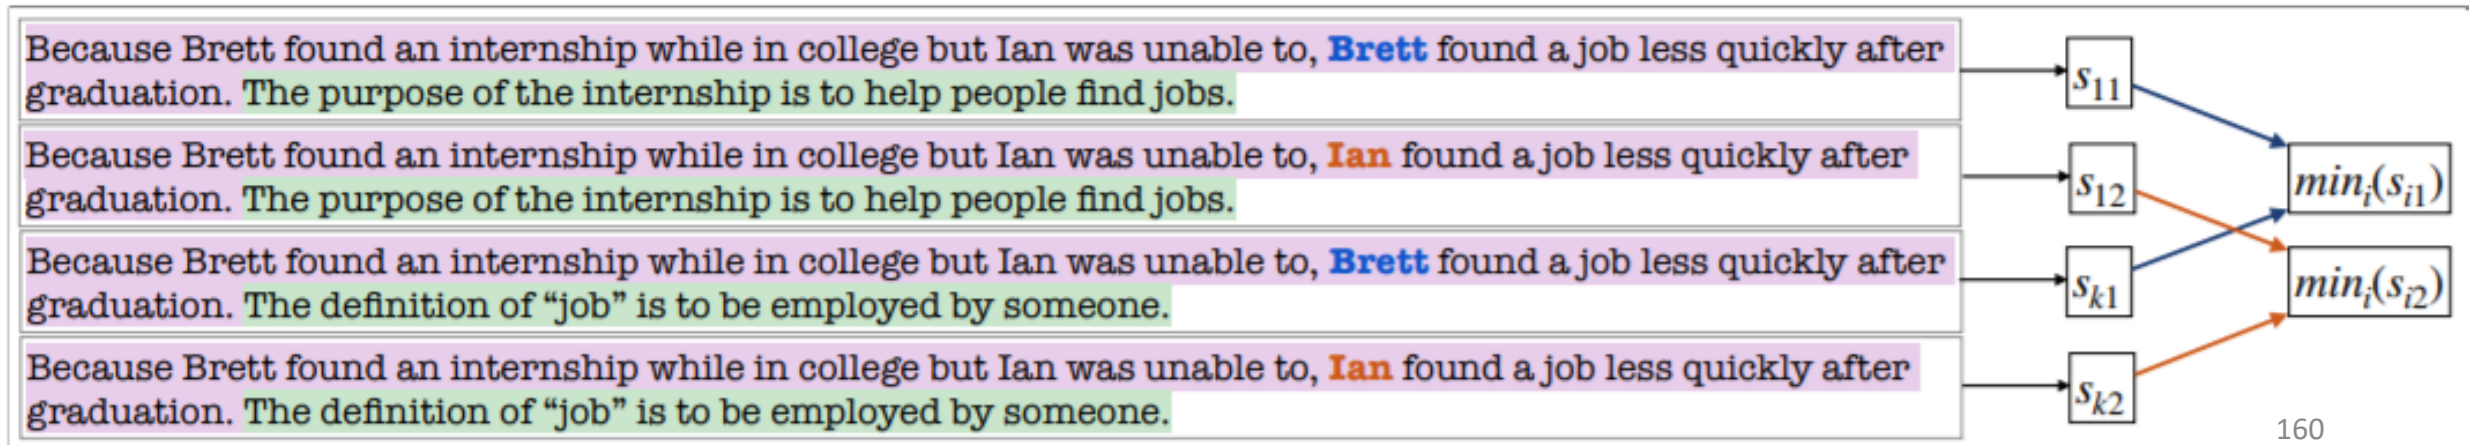 Because Brett found an internship while in college but Ian was unable to, Brett found a job less quickly after
graduation. The purpose of the internship is to help people find jobs.
s11
Because Brett found an internship while in college but Ian was unable to, Ian found a job less quickly after
graduation. The purpose of the internship is to help people find jobs.
s12
min_i(s_i1)
Because Brett found an internship while in college but Ian was unable to, Brett found a job less quickly after
graduation. The definition of “job” is to be employed by someone.
s_k1
min_i(s_i2)
Because Brett found an internship while in college but Ian was unable to, Ian found a job less quickly after
graduation. The definition of “job” is to be employed by someone.
s_k2
160